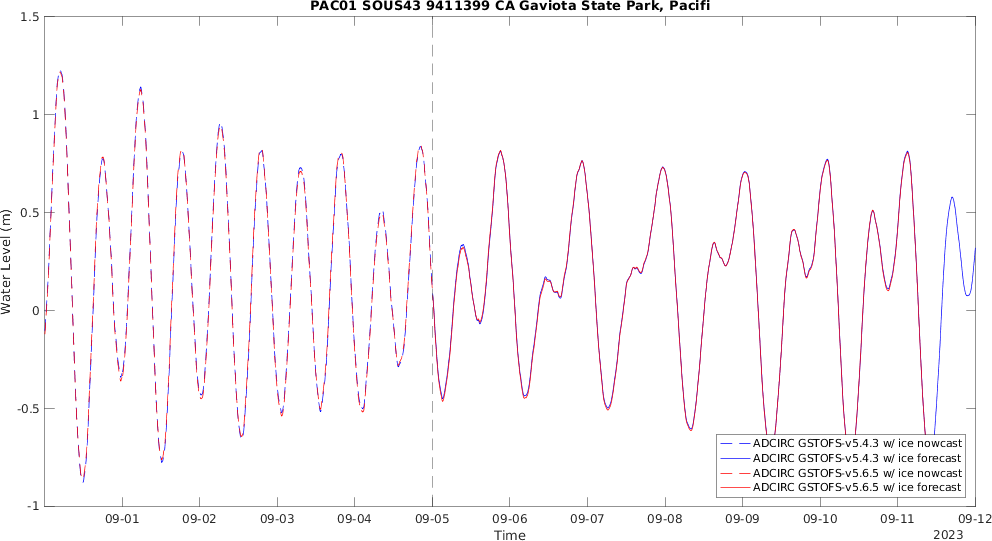 PAC01 SOUS43 9411399 CA Gaviota State Park, Pacifi
1.5
1
0.5
0
-0.5
-1
Water Level (m)
09-01 09-02 09-03 09-04 09-05 09-06 09-07 09-08 09-09 09-10 09-11 09-12
Time
2023
ADCIRC GSTOFS-v5.4.3 w/ ice nowcast
ADCIRC GSTOFS-v5.4.3 w/ ice forecast
ADCIRC GSTOFS-v5.6.5 w/ ice nowcast
ADCIRC GSTOFS-v5.6.5 w/ ice forecast